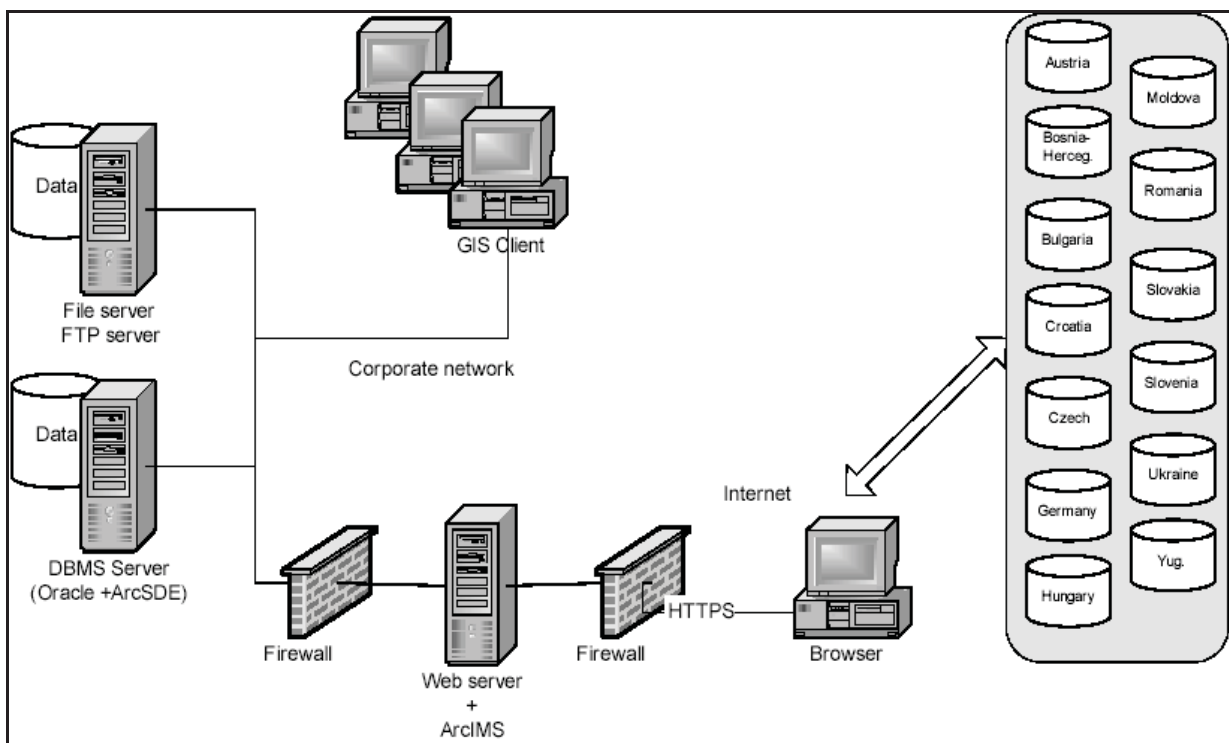 Data
File server
FTP server
GIS Client
Corporate network
Data
DBMS Server
(Oracle +ArcSDE)
Firewall
Web server
+
ArcIMS
Firewall
HTTPS
Internet
Browser
Austria
Bosnia-
Herceg.
Bulgaria
Croatia
Czech
Germany
Hungary
Moldova
Romania
Slovakia
Slovenia
Ukraine
Yug.